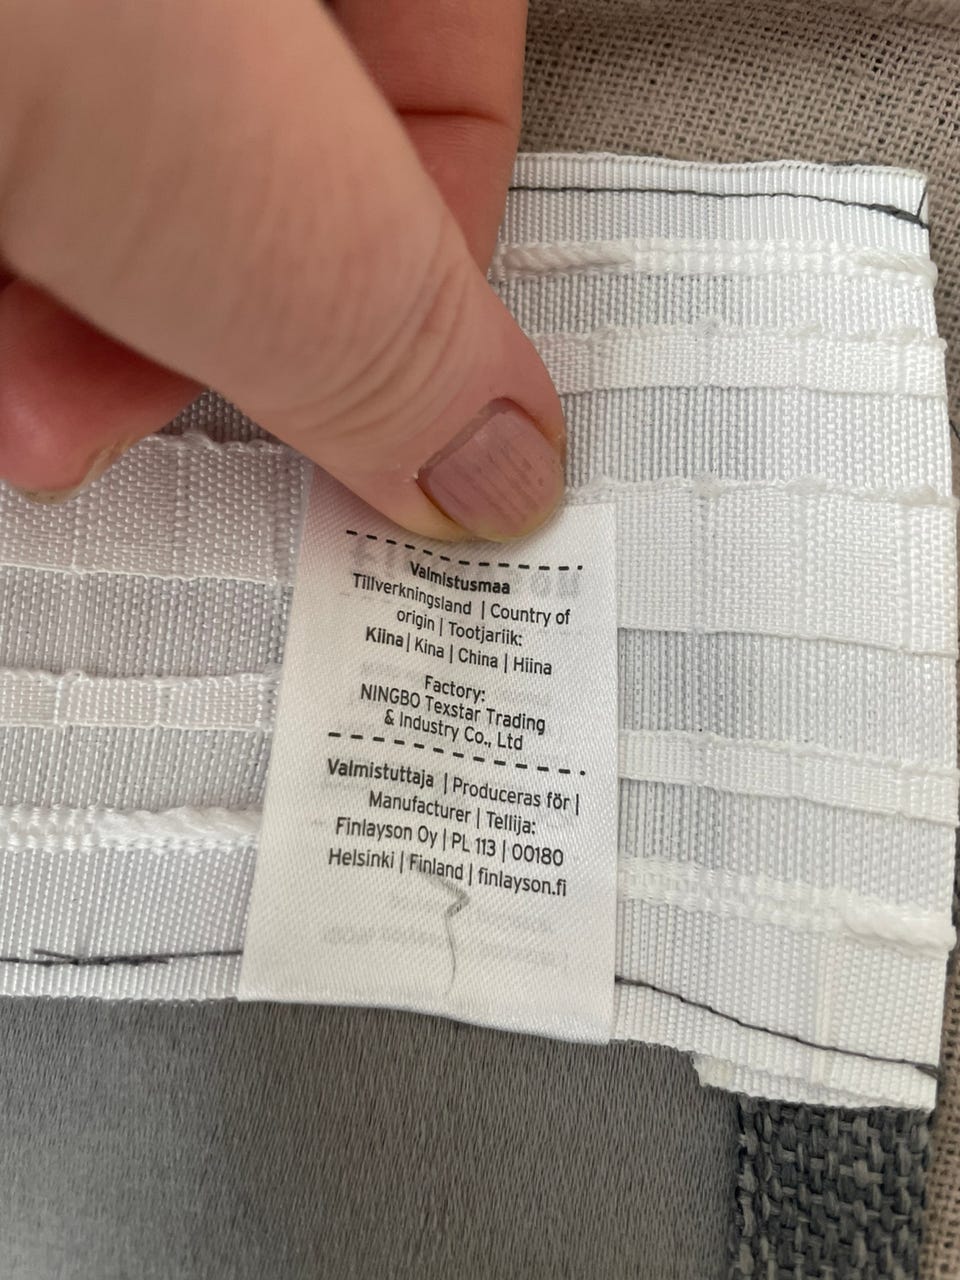 Valmistusmaa
Tillverkningsland | Country of
origin | Tootjariik:
Kiina | Kina | China | Hiina
Factory:
NINGBO Texstar Trading
& Industry Co., Ltd
Valmistuttaja | Produceras för |
Manufacturer | Tellija:
Finlayson Oy | PL 113 | 00180
Helsinki | Finland | finlayson.fi